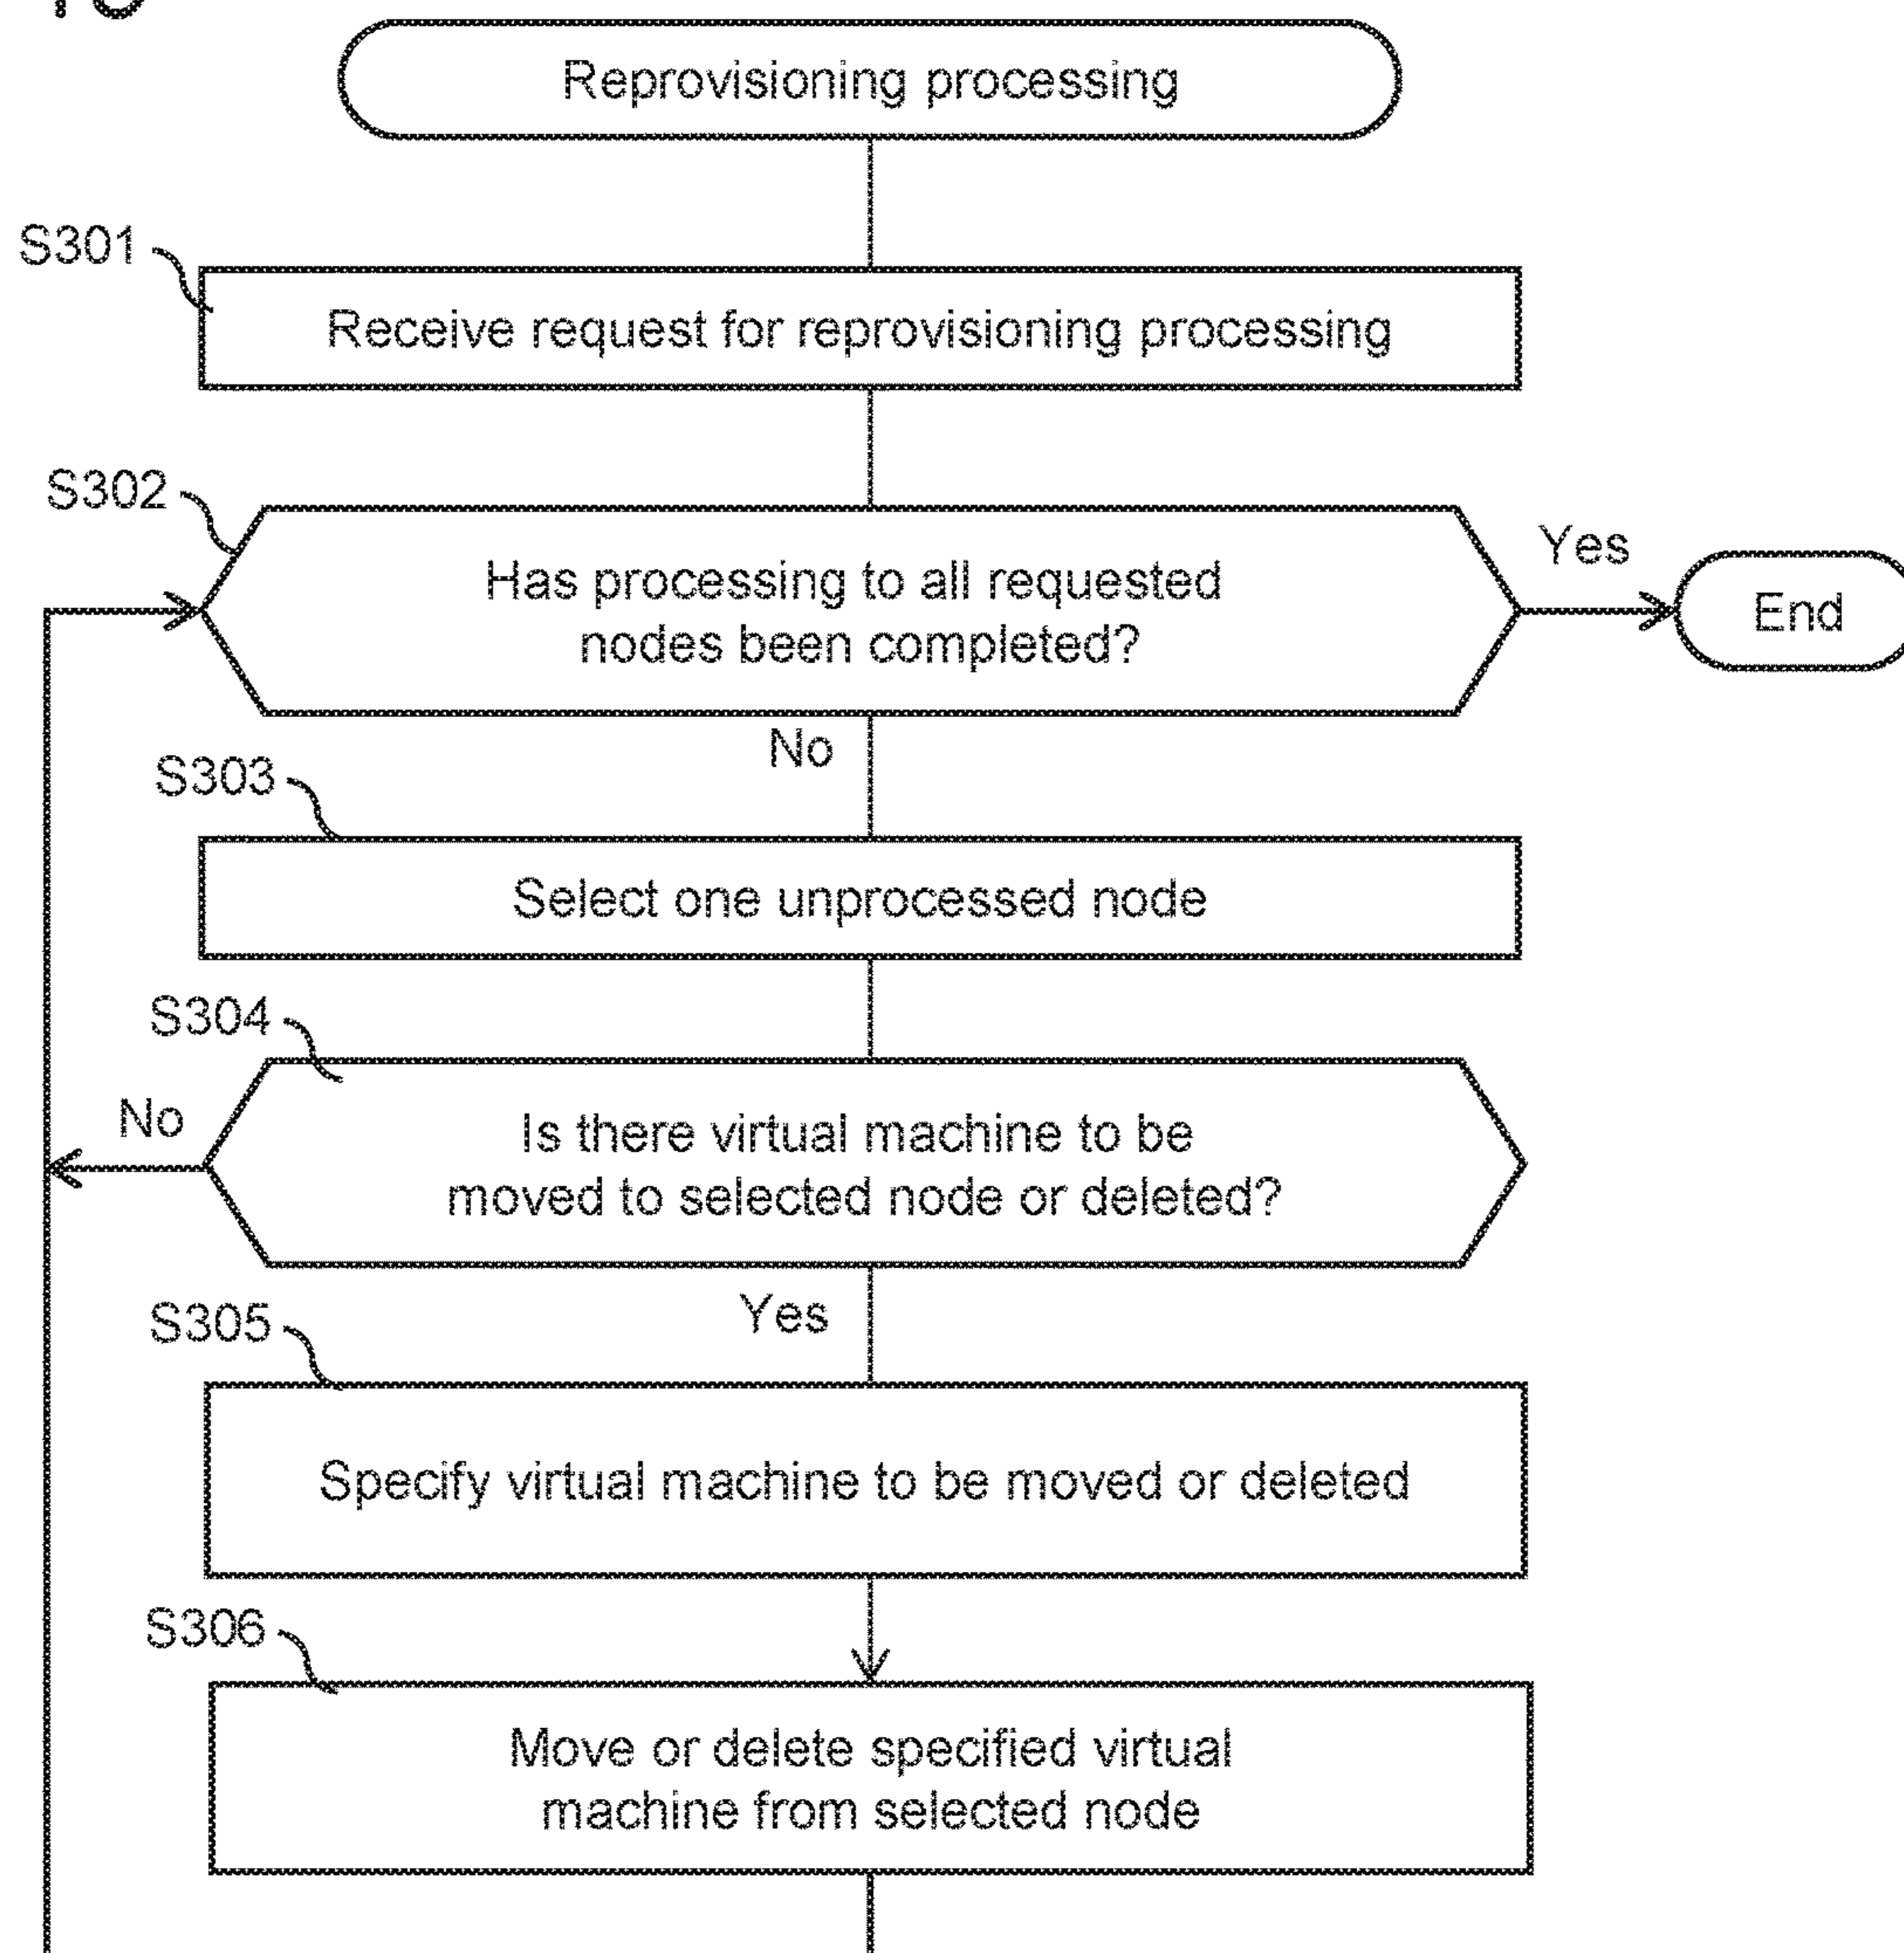 Reprovisioning processing
S301
Receive request for reprovisioning processing
S302
Has processing to all requested
nodes been completed?
Yes
End
No
S303
Select one unprocessed node
S304
No
Is there virtual machine to be
moved to selected node or deleted?
Yes
S305
Specify virtual machine to be moved or deleted
S306
Move or delete specified virtual
machine from selected node